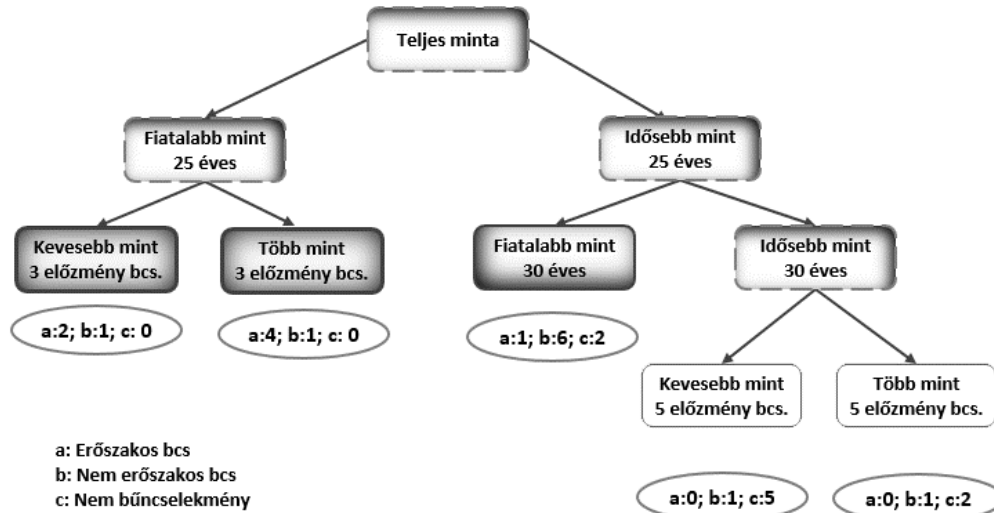 Teljes minta
Fiatalabb mint
25 éves
Idősebb mint
25 éves
Kevesebb mint
3 előzmény bcs.
Több mint
3 előzmény bcs.
Fiatalabb mint
30 éves
Idősebb mint
30 éves
a:2; b:1; c: 0
a:4; b:1; c: 0
a:1; b:6; c:2
Kevesebb mint
5 előzmény bcs.
Több mint
5 előzmény bcs.
a: Erőszakos bcs
b: Nem erőszakos bcs
c: Nem bűncselekmény
a:0; b:1; c:5
a:0; b:1; c:2